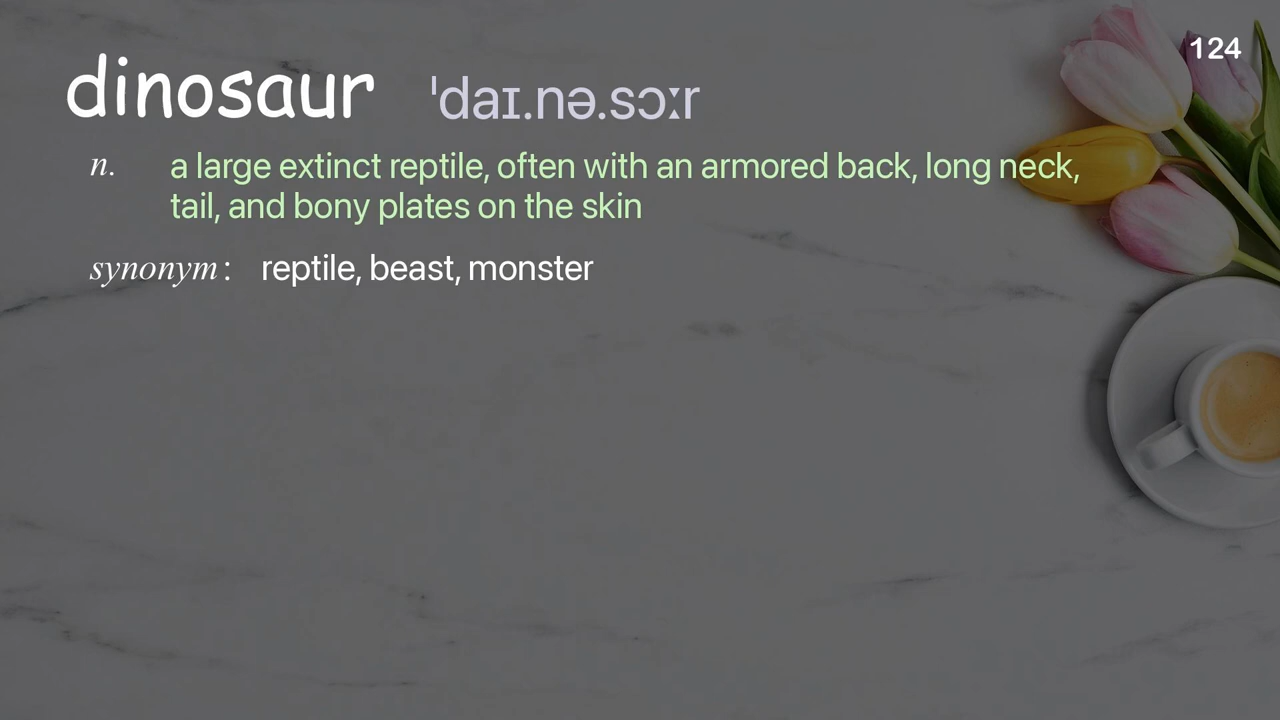 124
dinosaur ˈdaɪ.nə.sɔːr
n. a large extinct reptile, often with an armored back, long neck,
tail, and bony plates on the skin
synonym: reptile, beast, monster